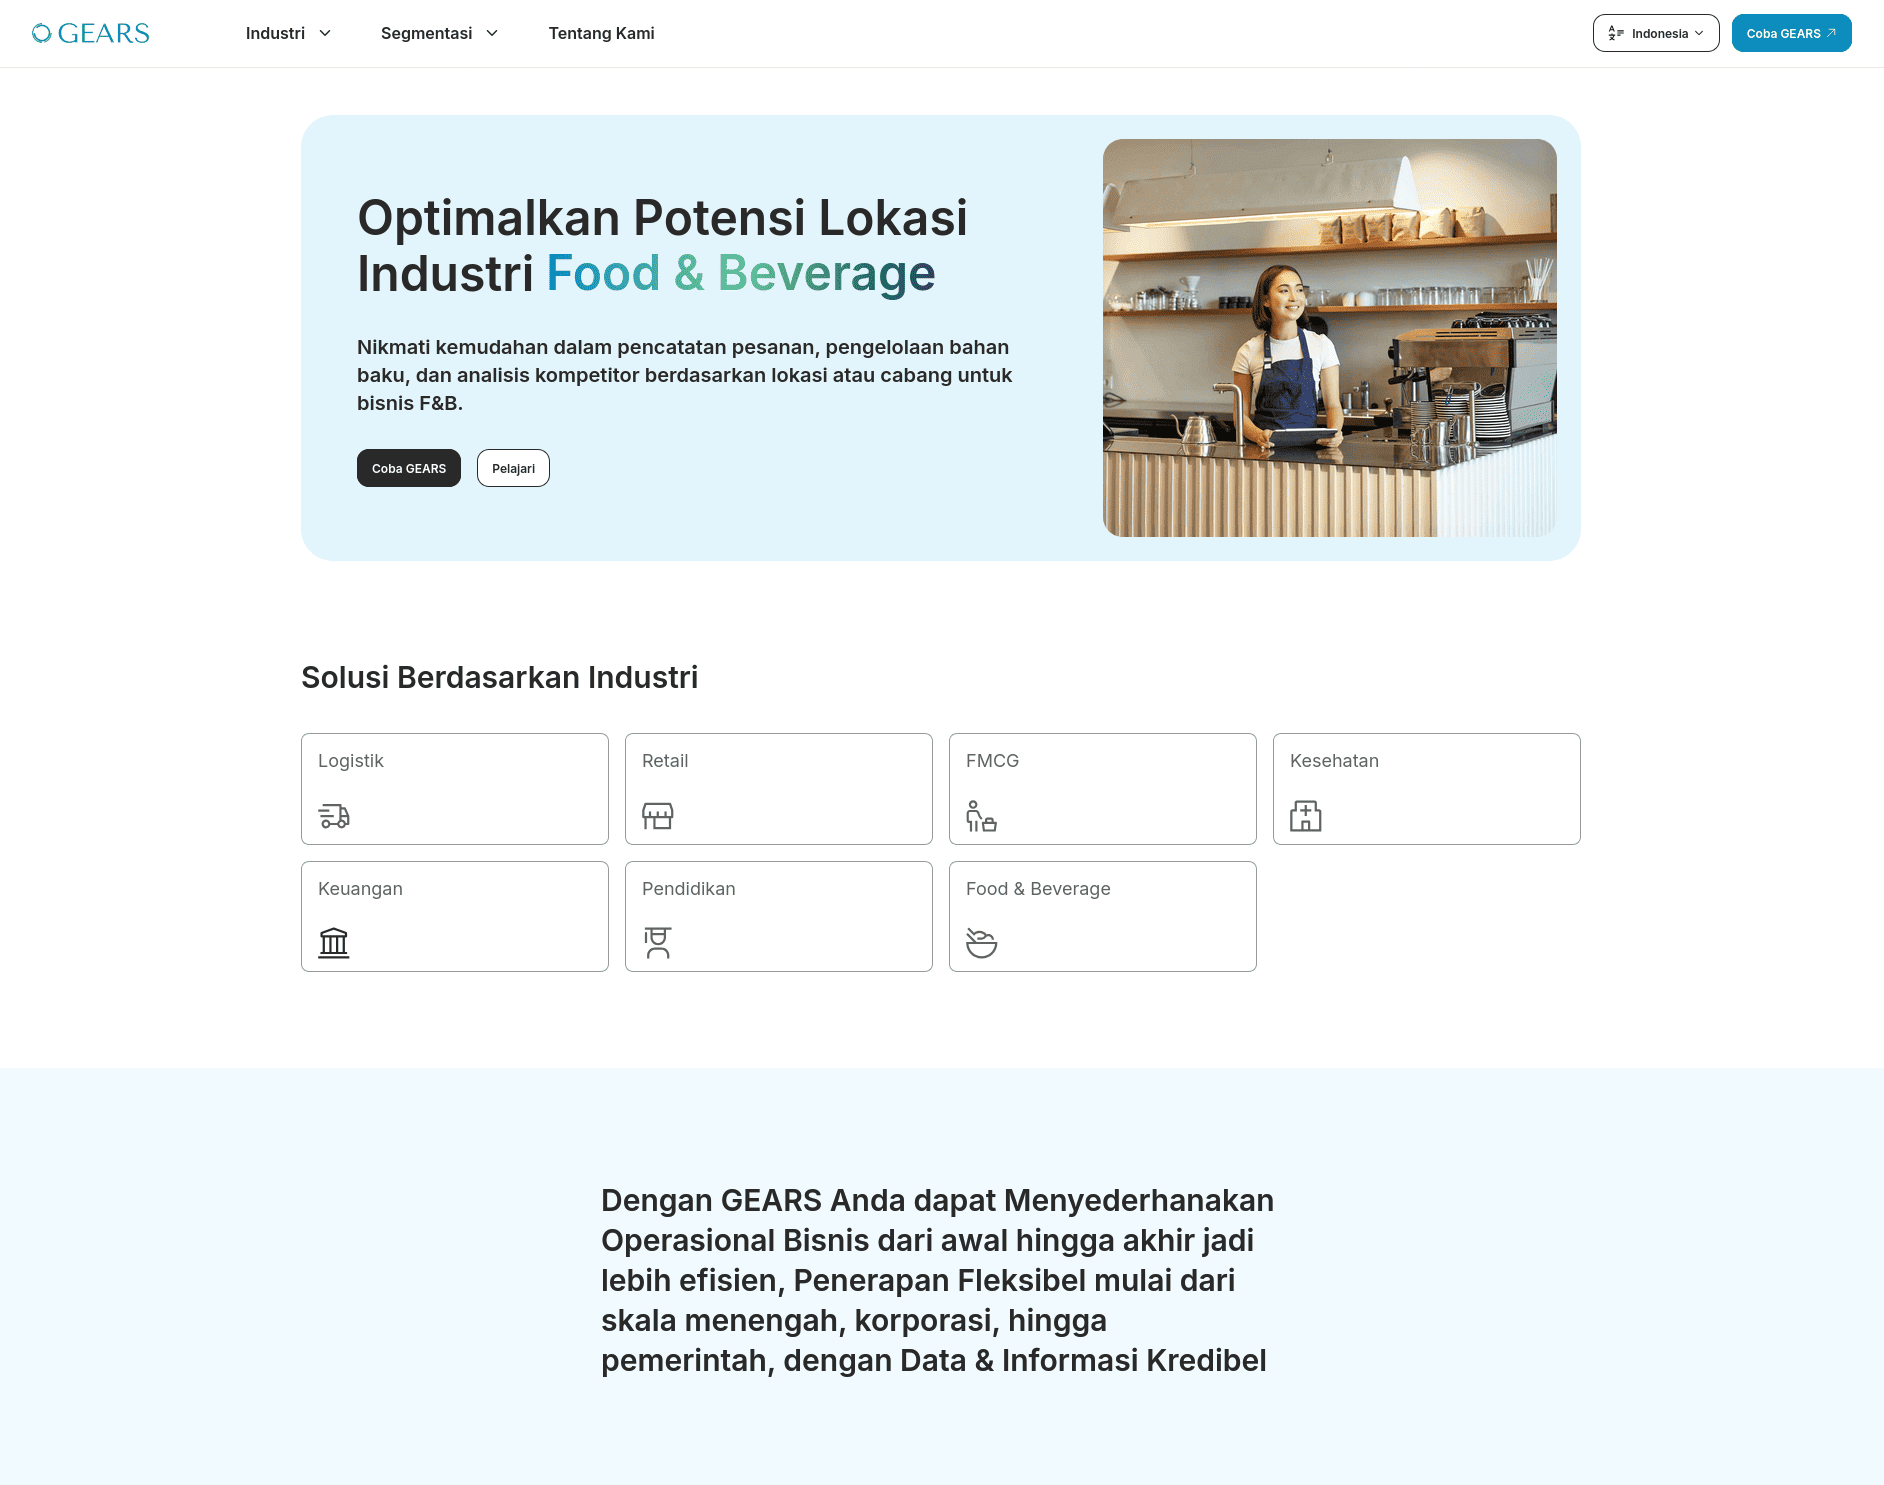 GEARS
Industri
Segmentasi
Tentang Kami
Indonesia
Coba GEARS
Optimalkan Potensi Lokasi
Industri Food & Beverage
Nikmati kemudahan dalam pencatatan pesanan, pengelolaan bahan
baku, dan analisis kompetitor berdasarkan lokasi atau cabang untuk
bisnis F&B.
Coba GEARS
Pelajari
Solusi Berdasarkan Industri
Logistik
Retail
FMCG
Kesehatan
Keuangan
Pendidikan
Food & Beverage
Dengan GEARS Anda dapat Menyederhanakan
Operasional Bisnis dari awal hingga akhir jadi
lebih efisien, Penerapan Fleksibel mulai dari
skala menengah, korporasi, hingga
pemerintah, dengan Data & Informasi Kredibel